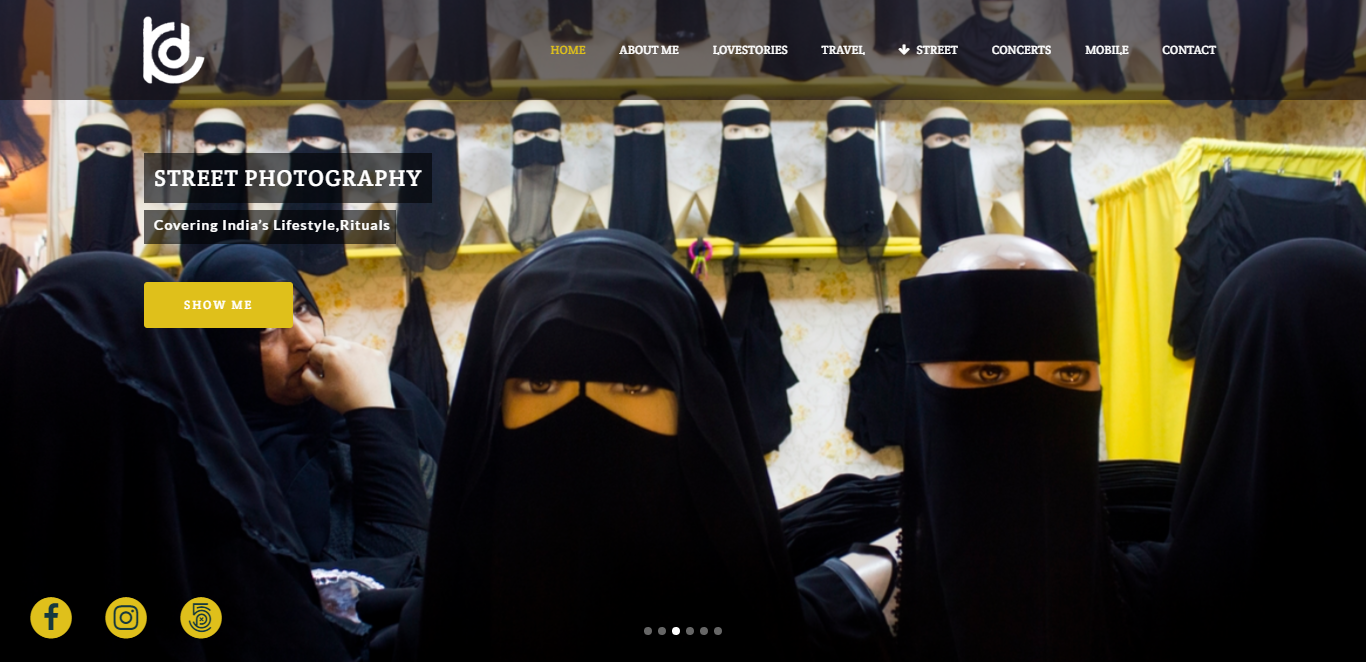 HOME ABOUT ME LOVESTORIES TRAVEL STREET CONCERTS MOBILE CONTACT
STREET PHOTOGRAPHY
Covering India's Lifestyle,Rituals
SHOW ME